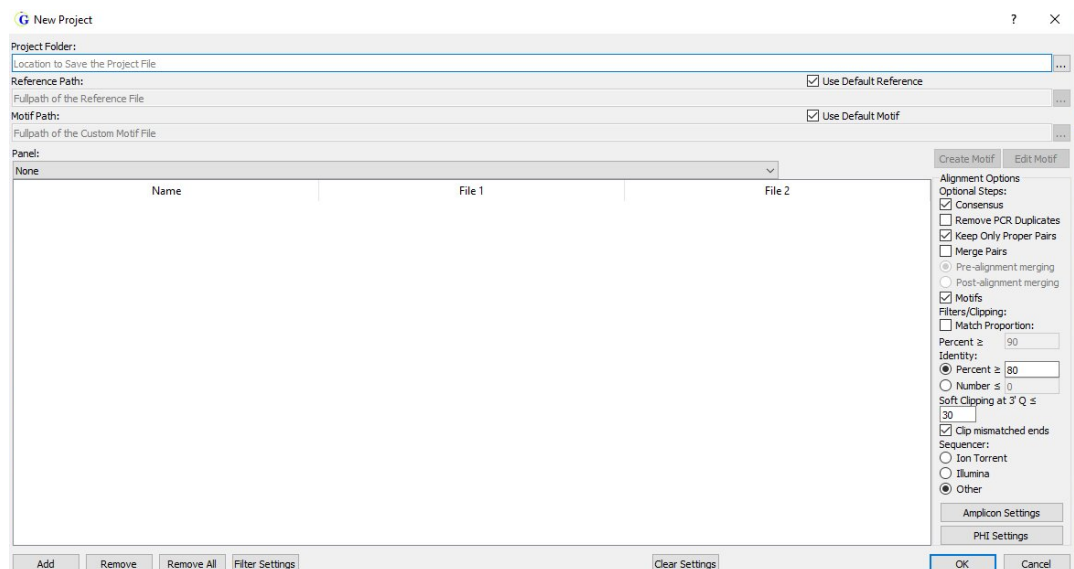 G New Project ? X
Project Folder:
Location to Save the Project File ...
Reference Path: Use Default Reference
Fullpath of the Reference File ...
Motif Path: Use Default Motif
Fullpath of the Custom Motif File ...
Panel: Create Motif Edit Motif
None
Name File 1 File 2
Alignment Options
Optional Steps:
Consensus
Remove PCR Duplicates
Keep Only Proper Pairs
Merge Pairs
Pre-alignment merging
Post-alignment merging
Motifs
Filters/Clipping:
Match Proportion:
Percent ≥ 90
Identity:
Percent ≥ 80
Number ≤ 0
Soft Clipping at 3' Q ≤
30
Clip mismatched ends
Sequencer:
Ion Torrent
Illumina
Other
Amplicon Settings
PHI Settings
Add Remove Remove All Filter Settings Clear Settings OK Cancel